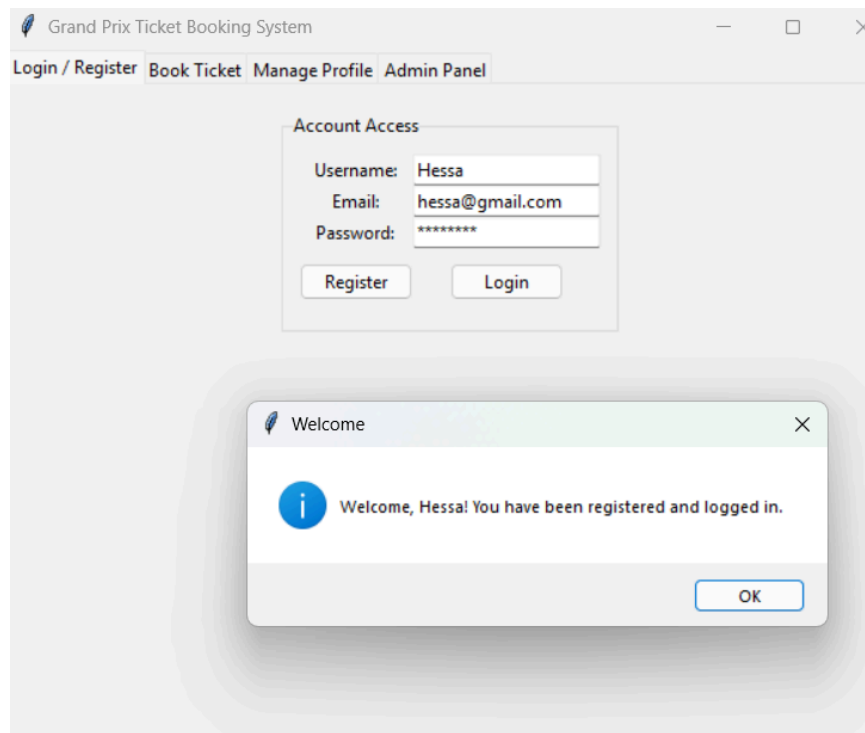 Grand Prix Ticket Booking System
Login / Register Book Ticket Manage Profile Admin Panel
Account Access
Username: Hessa
Email: hessa@gmail.com
Password: ********
Register Login
Welcome
Welcome, Hessa! You have been registered and logged in.
OK